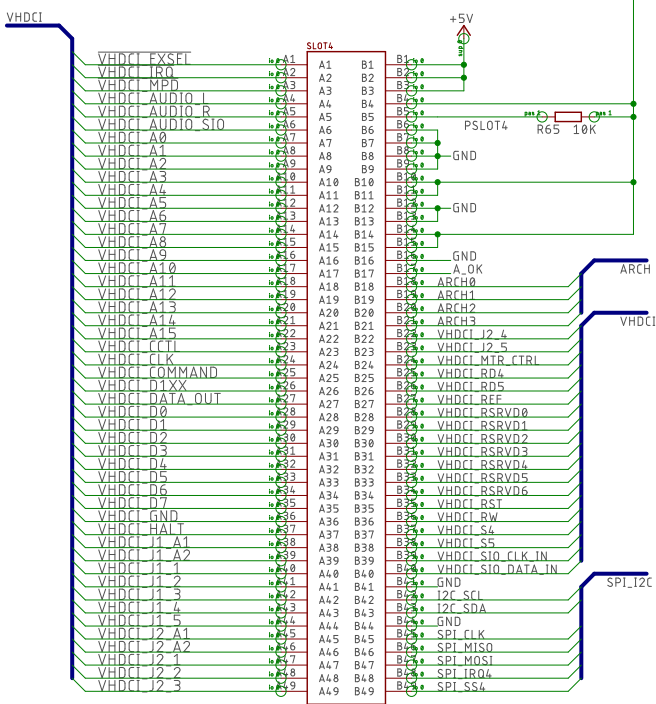 VHDCI
+5V
SLOT4
VHDCI_EXSEL A1 B1
VHDCI_IRQ A2 B2
VHDCI_MPD A3 B3
VHDCI_AUDIO_L A4 B4
VHDCI_AUDIO_R A5 B5 PSLOT4 pas 1 R65 10K pas 1
VHDCI_AUDIO_SIO A6 B6
VHDCI_A0 A7 B7
VHDCI_A1 A8 B8 GND
VHDCI_A2 A9 B9
VHDCI_A3 A10 B10
VHDCI_A4 A11 B11
VHDCI_A5 A12 B12 GND
VHDCI_A6 A13 B13
VHDCI_A7 A14 B14
VHDCI_A8 A15 B15
VHDCI_A9 A16 B16 GND
VHDCI_A10 A17 B17 A_OK ARCH
VHDCI_A11 A18 B18 ARCH0
VHDCI_A12 A19 B19 ARCH1
VHDCI_A13 A20 B20 ARCH2
VHDCI_A14 A21 B21 ARCH3 VHDCI
VHDCI_A15 A22 B22 VHDCI_J2_4
VHDCI_CCTL A23 B23 VHDCI_J2_5
VHDCI_CLK A24 B24 VHDCI_MTR_CTRL
VHDCI_COMMAND A25 B25 VHDCI_RD4
VHDCI_D1XX A26 B26 VHDCI_RD5
VHDCI_DATA_OUT A27 B27 VHDCI_REF
VHDCI_D0 A28 B28 VHDCI_RSRVD0
VHDCI_D1 A29 B29 VHDCI_RSRVD1
VHDCI_D2 A30 B30 VHDCI_RSRVD2
VHDCI_D3 A31 B31 VHDCI_RSRVD3
VHDCI_D4 A32 B32 VHDCI_RSRVD4
VHDCI_D5 A33 B33 VHDCI_RSRVD5
VHDCI_D6 A34 B34 VHDCI_RSRVD6
VHDCI_D7 A35 B35 VHDCI_RST
VHDCI_GND A36 B36 VHDCI_RW
VHDCI_HALT A37 B37 VHDCI_S4
VHDCI_J1_A1 A38 B38 VHDCI_S5
VHDCI_J1_A2 A39 B39 VHDCI_SIO_CLK_IN
VHDCI_J1_1 A40 B40 VHDCI_SIO_DATA_IN
VHDCI_J1_2 A41 B41 GND SPI_I2C
VHDCI_J1_3 A42 B42 I2C_SCL
VHDCI_J1_4 A43 B43 I2C_SDA
VHDCI_J1_5 A44 B44 GND
VHDCI_J2_A1 A45 B45 SPI_CLK
VHDCI_J2_A2 A46 B46 SPI_MISO
VHDCI_J2_1 A47 B47 SPI_MOSI
VHDCI_J2_2 A48 B48 SPI_IRQ4
VHDCI_J2_3 A49 B49 SPI_SS4